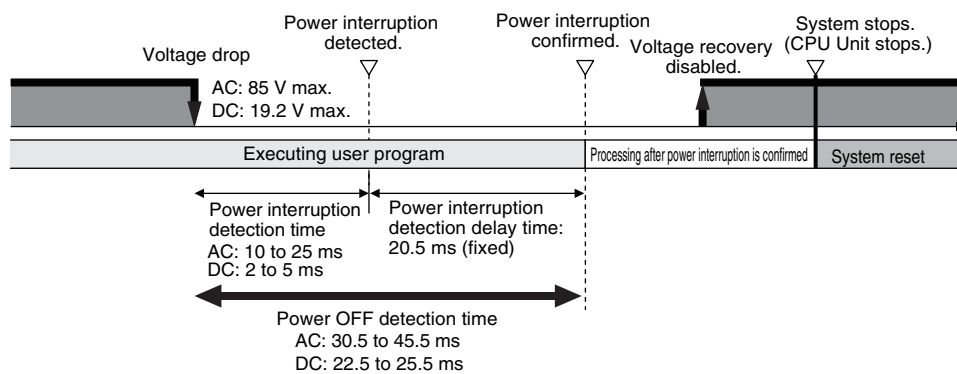 Voltage drop
Power interruption
detected.
Power interruption
confirmed.
Voltage recovery
disabled.
System stops.
(CPU Unit stops.)
AC: 85 V max.
DC: 19.2 V max.
Executing user program
Processing after power interruption is confirmed
System reset
Power interruption
detection time
AC: 10 to 25 ms
DC: 2 to 5 ms
Power interruption
detection delay time:
20.5 ms (fixed)
Power OFF detection time
AC: 30.5 to 45.5 ms
DC: 22.5 to 25.5 ms